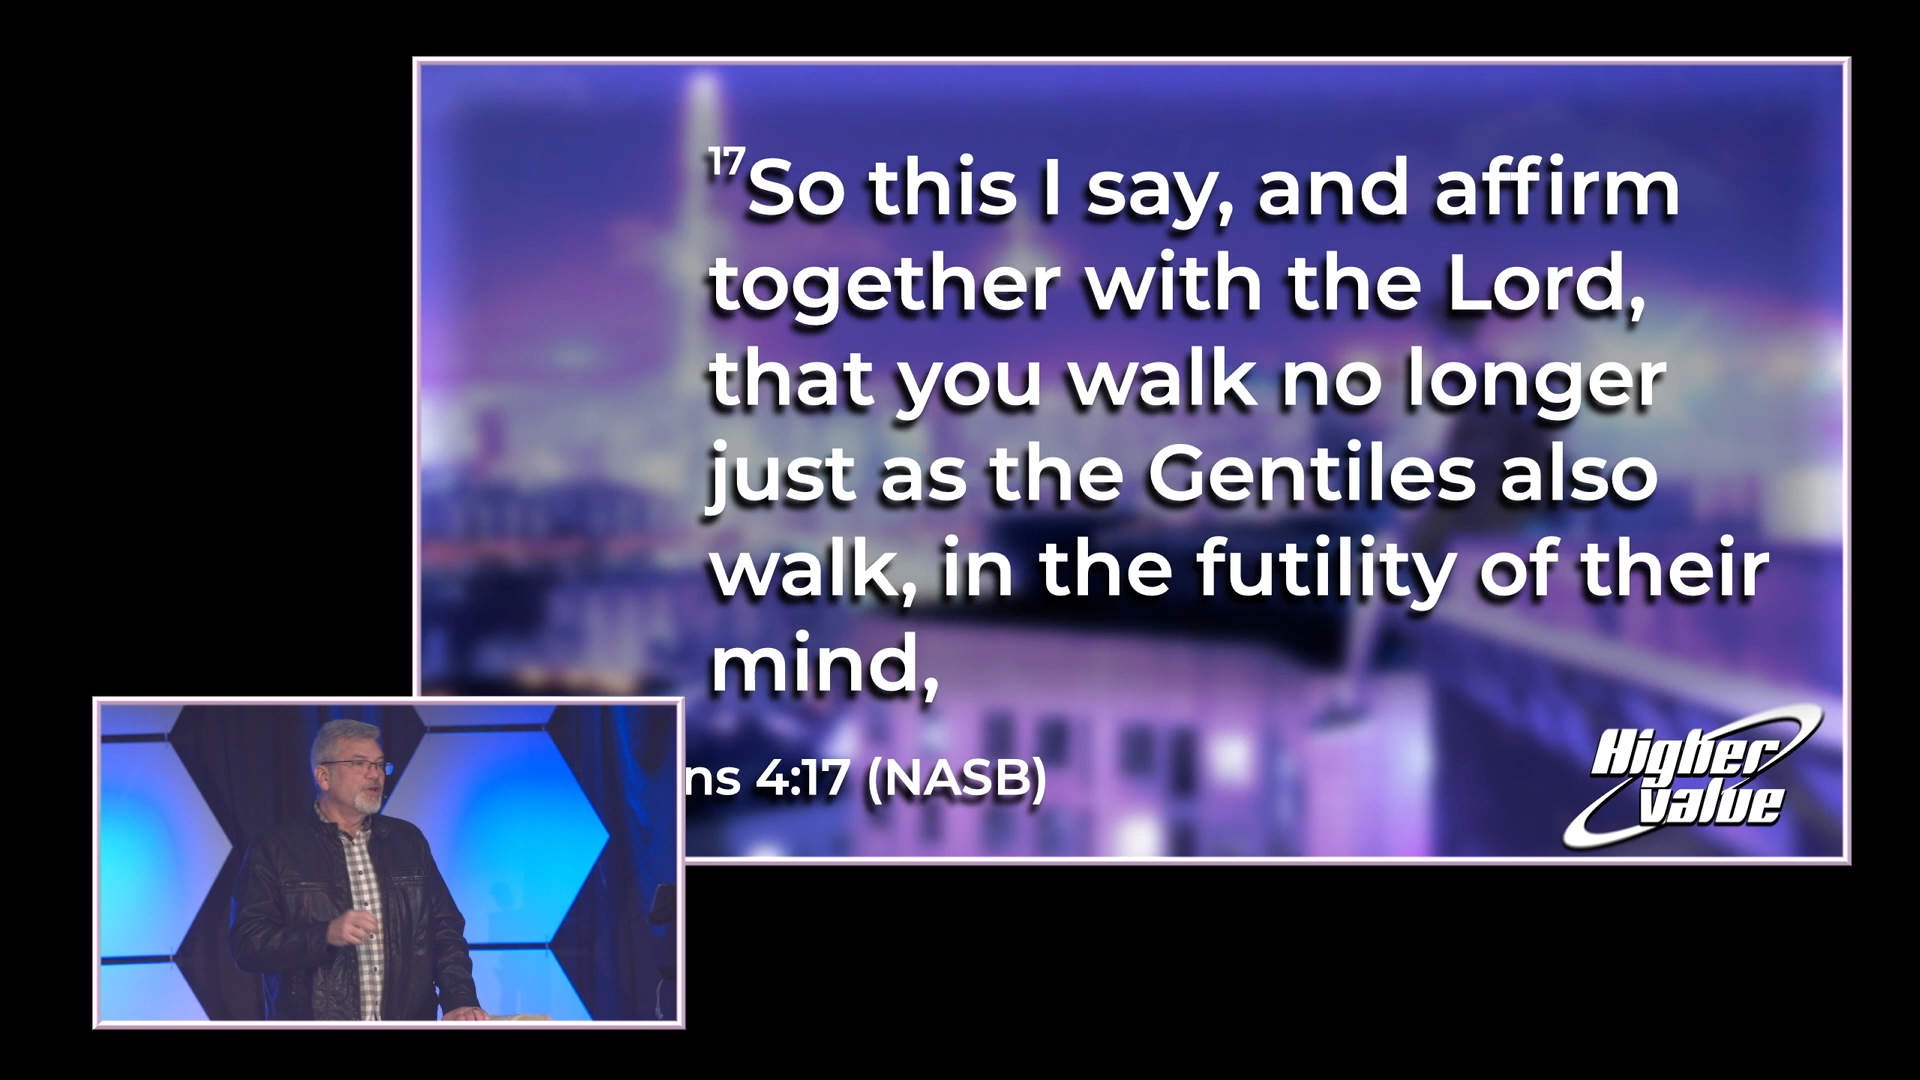 17So this I say, and affirm
together with the Lord,
that you walk no longer
just as the Gentiles also
walk, in the futility of their
mind,
ns 4:17 (NASB)
Higher
value